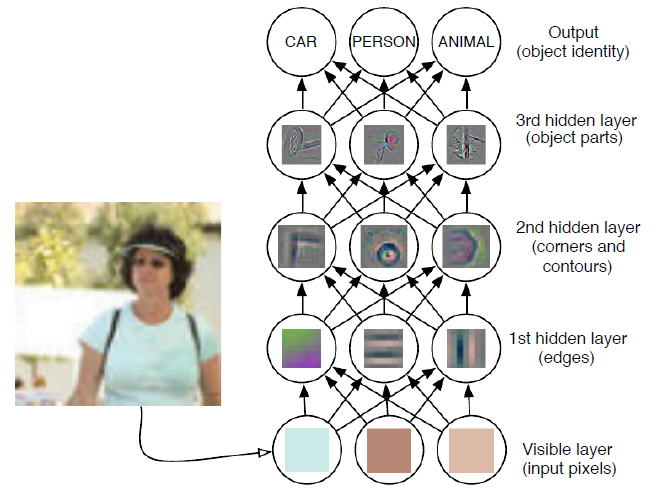 CAR PERSON ANIMAL
Output
(object identity)
3rd hidden layer
(object parts)
2nd hidden layer
(corners and
contours)
1st hidden layer
(edges)
Visible layer
(input pixels)